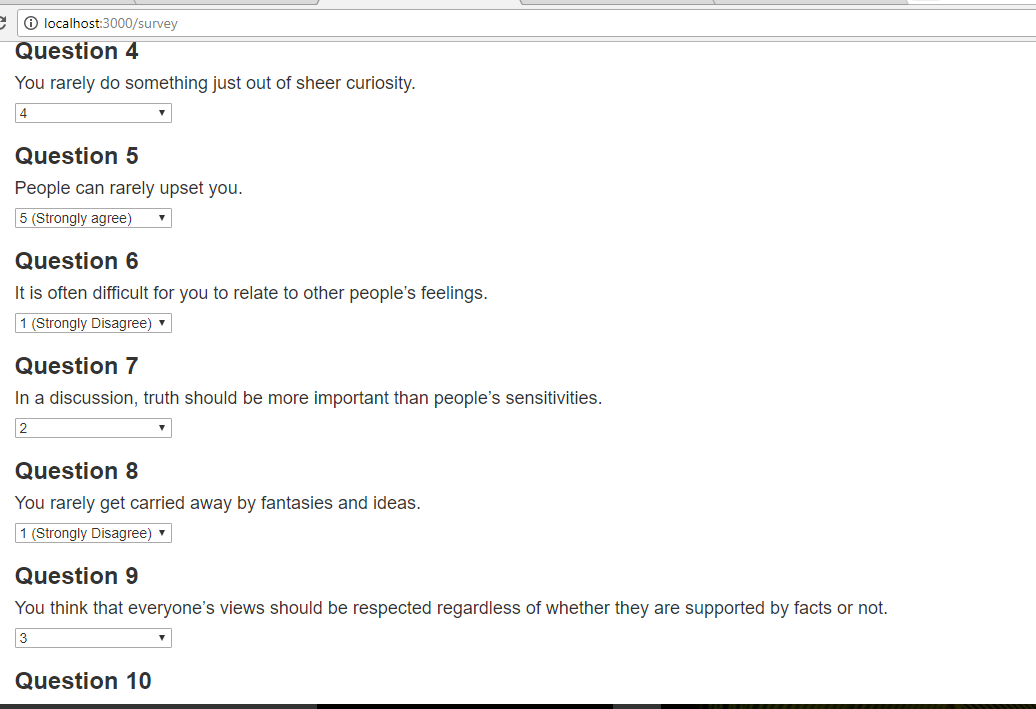 localhost:3000/survey
Question 4
You rarely do something just out of sheer curiosity.
4
Question 5
People can rarely upset you.
5 (Strongly agree)
Question 6
It is often difficult for you to relate to other people’s feelings.
1 (Strongly Disagree)
Question 7
In a discussion, truth should be more important than people’s sensitivities.
2
Question 8
You rarely get carried away by fantasies and ideas.
1 (Strongly Disagree)
Question 9
You think that everyone’s views should be respected regardless of whether they are supported by facts or not.
3
Question 10